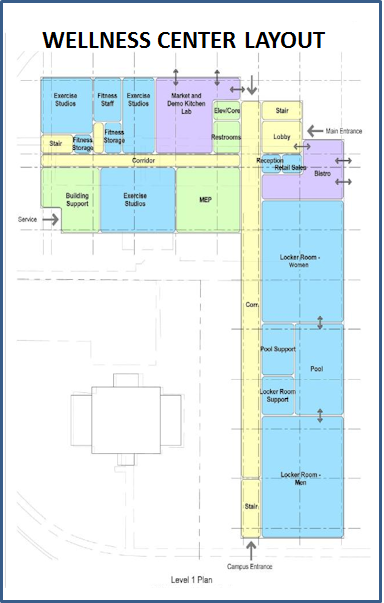 WELLNESS CENTER LAYOUT
Exercise
Studios
Fitness
Staff
Exercise
Studios
Market and
Demo Kitchen
Lab
Elev/Core
Stair
Stair
Fitness
Storage
Fitness
Storage
Restrooms
Lobby
Main Entrance
Corridor
Reception
Retail Sales
Bistro
Building
Support
Exercise
Studios
MEP
Service
Locker Room -
Women
Corr.
Pool Support
Pool
Locker Room
Support
Locker Room -
Men
Stair
Campus Entrance
Level 1 Plan